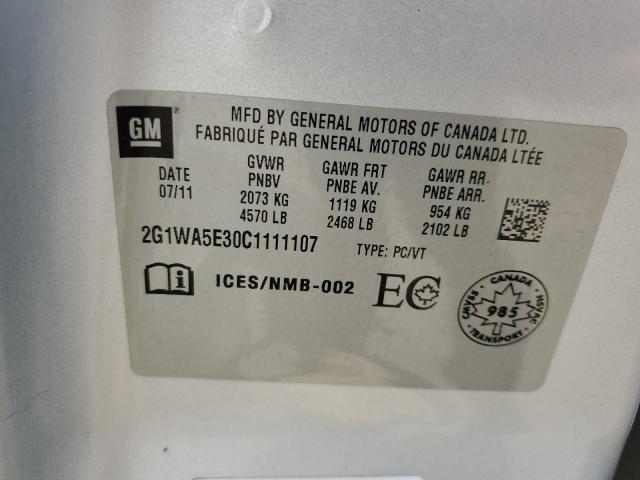 GM
MFD BY GENERAL MOTORS OF CANADA LTD.
FABRIQUÉ PAR GENERAL MOTORS DU CANADA LTÉE
DATE
07/11
GVWR
PNBV
2073 KG
4570 LB
GAWR FRT
PNBE AV.
1119 KG
2468 LB
GAWR RR.
PNBE ARR.
954 KG
2102 LB
2G1WA5E30C1111107
TYPE: PC/VT
ICES/NMB-002
EC
CANADA
CMVSS
985
NSVAC
TRANSPORT